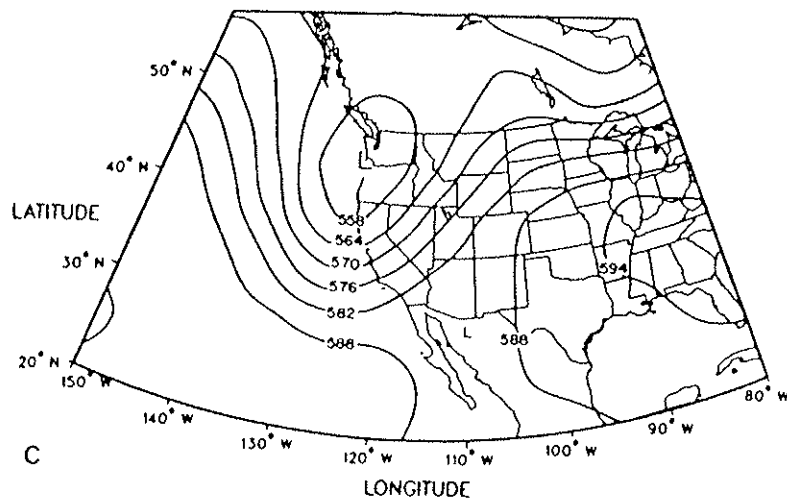 50° N
40° N
LATITUDE
30° N
20° N
150° W
140° W
130° W
120° W
110° W
100° W
90° W
80° W
LONGITUDE
L
558
564
570
576
582
588
L
588
594
C